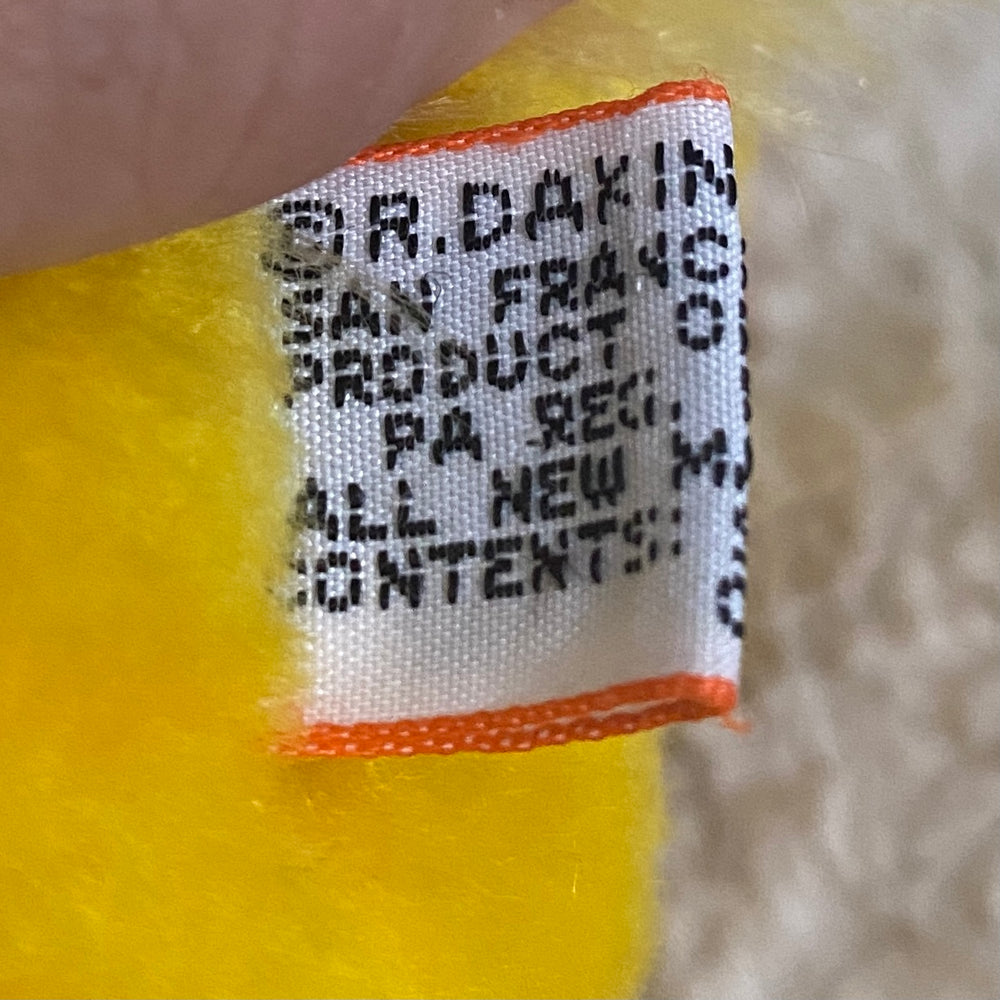 R.DAKIN
SAN FRANC
PRODUCT O
PA REG.
ALL NEW M
CONTENTS: